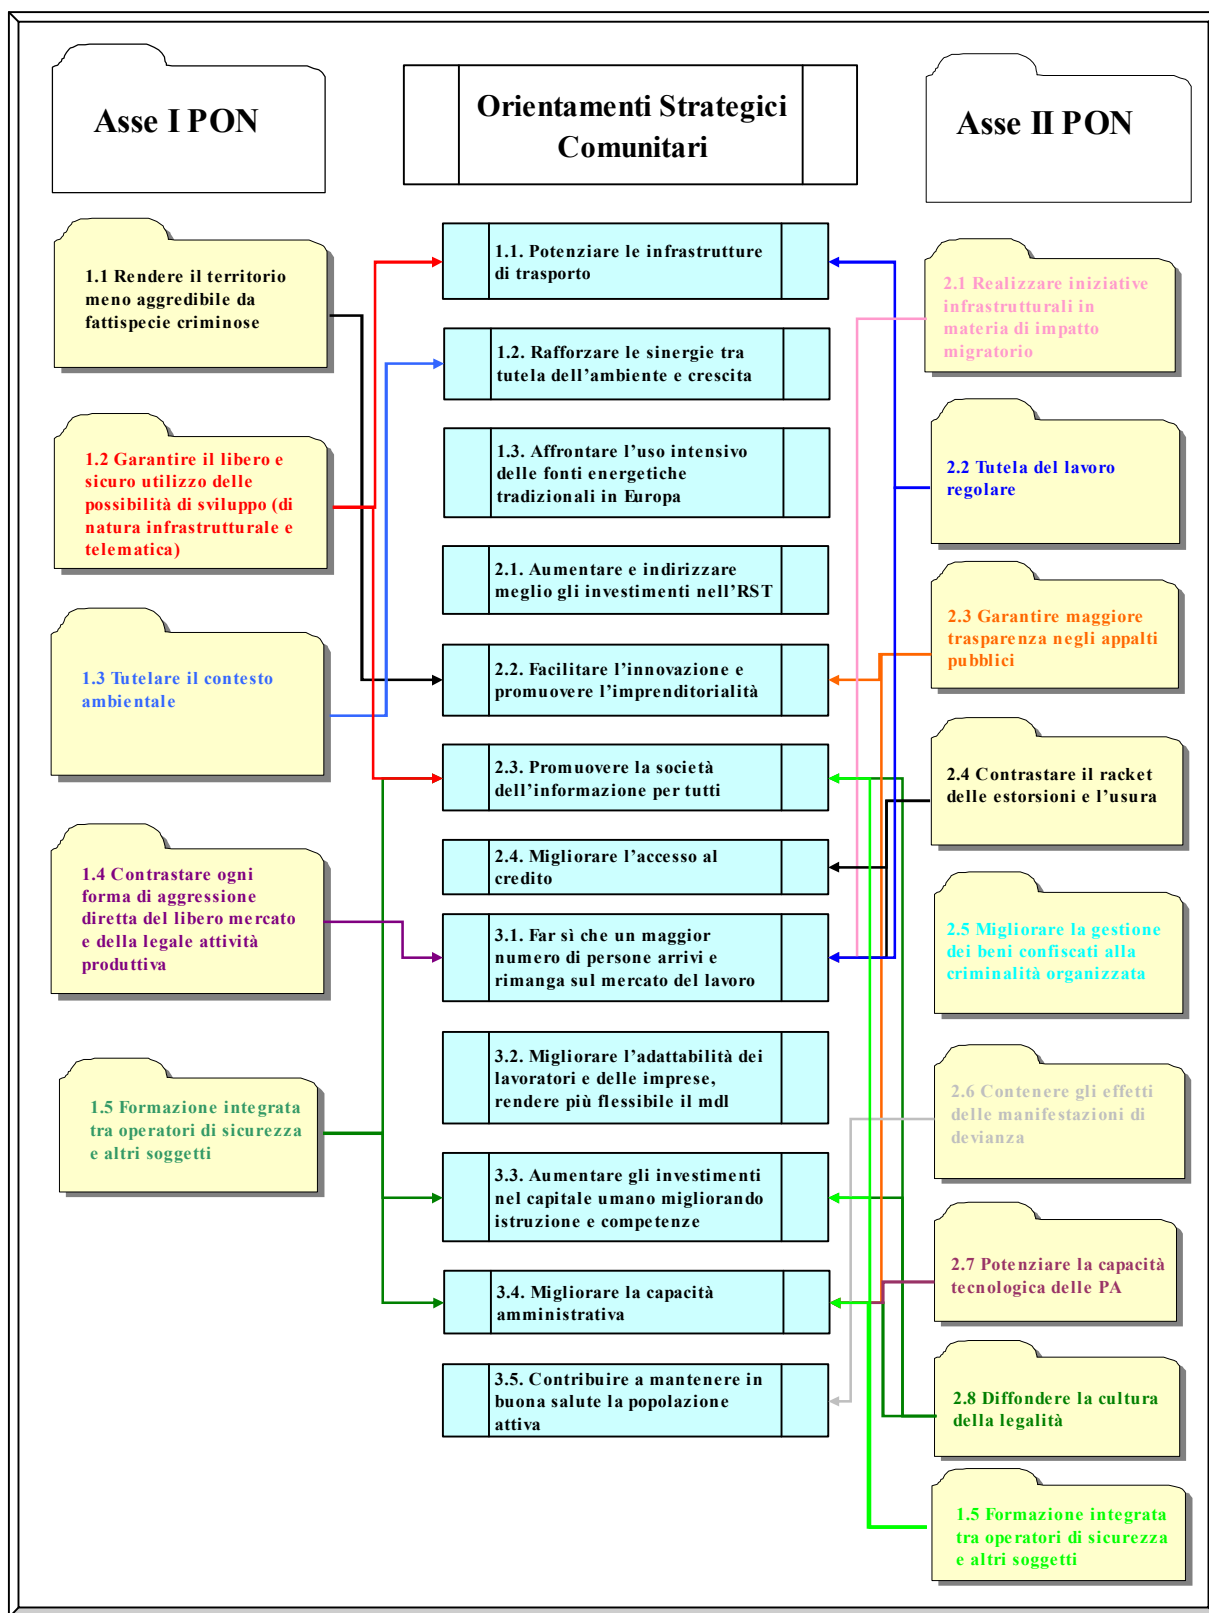 Asse I PON
Orientamenti Strategici
Comunitari
Asse II PON
1.1 Rendere il territorio
meno aggredibile da
fattispecie criminose
1.2 Garantire il libero e
sicuro utilizzo delle
possibilità di sviluppo (di
natura infrastrutturale e
telematica)
1.3 Tutelare il contesto
ambientale
1.4 Contrastare ogni
forma di aggressione
diretta del libero mercato
e della legale attività
produttiva
1.5 Formazione integrata
tra operatori di sicurezza
e altri soggetti
1.1. Potenziare le infrastrutture
di trasporto
1.2. Rafforzare le sinergie tra
tutela dell’ambiente e crescita
1.3. Affrontare l’uso intensivo
delle fonti energetiche
tradizionali in Europa
2.1. Aumentare e indirizzare
meglio gli investimenti nell’RST
2.2. Facilitare l’innovazione e
promuovere l’imprenditorialità
2.3. Promuovere la società
dell’informazione per tutti
2.4. Migliorare l’accesso al
credito
3.1. Far sì che un maggior
numero di persone arrivi e
rimanga sul mercato del lavoro
3.2. Migliorare l’adattabilità dei
lavoratori e delle imprese,
rendere più flessibile il mdl
3.3. Aumentare gli investimenti
nel capitale umano migliorando
istruzione e competenze
3.4. Migliorare la capacità
amministrativa
3.5. Contribuire a mantenere in
buona salute la popolazione
attiva
2.1 Realizzare iniziative
infrastrutturali in
materia di impatto
migratorio
2.2 Tutela del lavoro
regolare
2.3 Garantire maggiore
trasparenza negli appalti
pubblici
2.4 Contrastare il racket
delle estorsioni e l’usura
2.5 Migliorare la gestione
dei beni confiscati alla
criminalità organizzata
2.6 Contenere gli effetti
delle manifestazioni di
devianza
2.7 Potenziare la capacità
tecnologica delle PA
2.8 Diffondere la cultura
della legalità
1.5 Formazione integrata
tra operatori di sicurezza
e altri soggetti